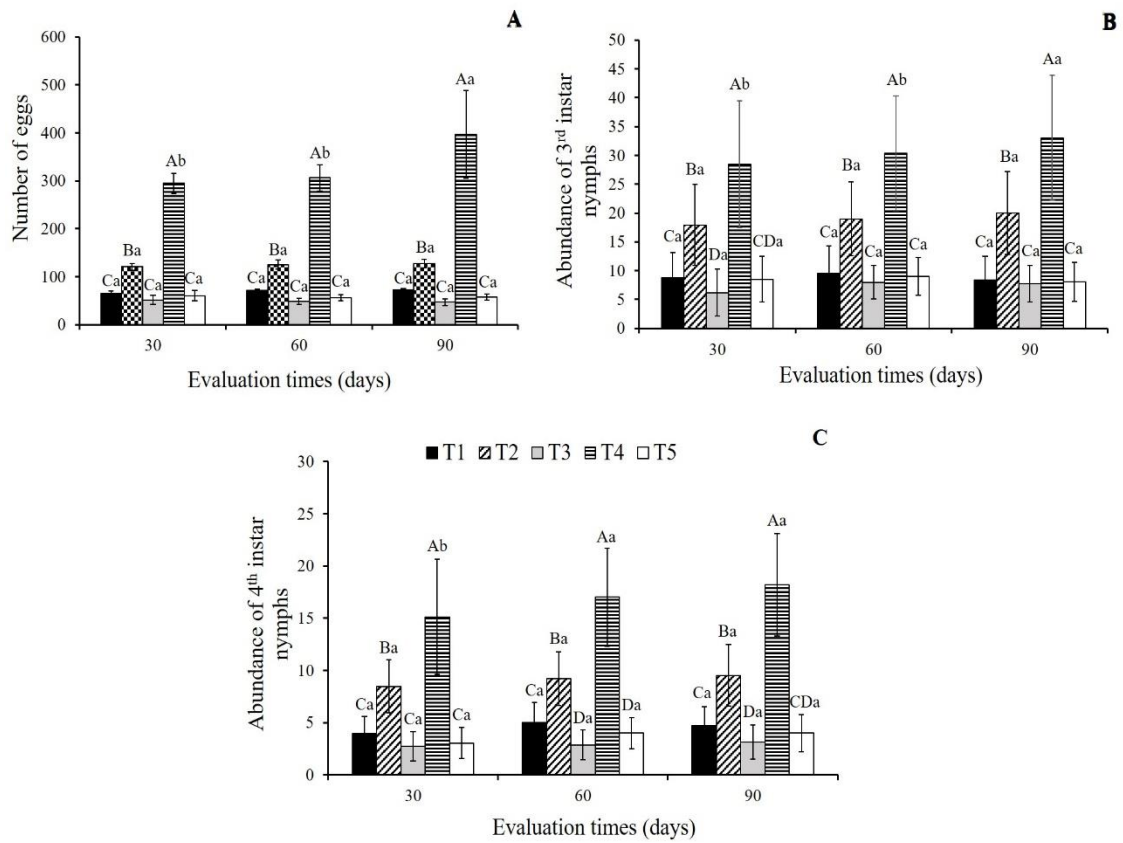 A
Number of eggs
600
500
400
300
200
100
0
Ca
Ba
Ca
Ab
Ca
Ca
Ba
Ca
Ab
Ca
Ca
Ba
Ca
Aa
Ca
30
60
90
Evaluation times (days)
B
Abundance of 3rd instar
nymphs
50
45
40
35
30
25
20
15
10
5
0
Ca
Ba
Da
Ab
CDa
Ca
Ba
Ca
Ab
Ca
Ca
Ba
Ca
Aa
Ca
30
60
90
Evaluation times (days)
C
T1 T2 T3 T4 T5
Abundance of 4th instar
nymphs
30
25
20
15
10
5
0
Ca
Ba
Ca
Ab
Ca
Ca
Ba
Da
Aa
Da
Ca
Ba
Da
Aa
CDa
30
60
90
Evaluation times (days)